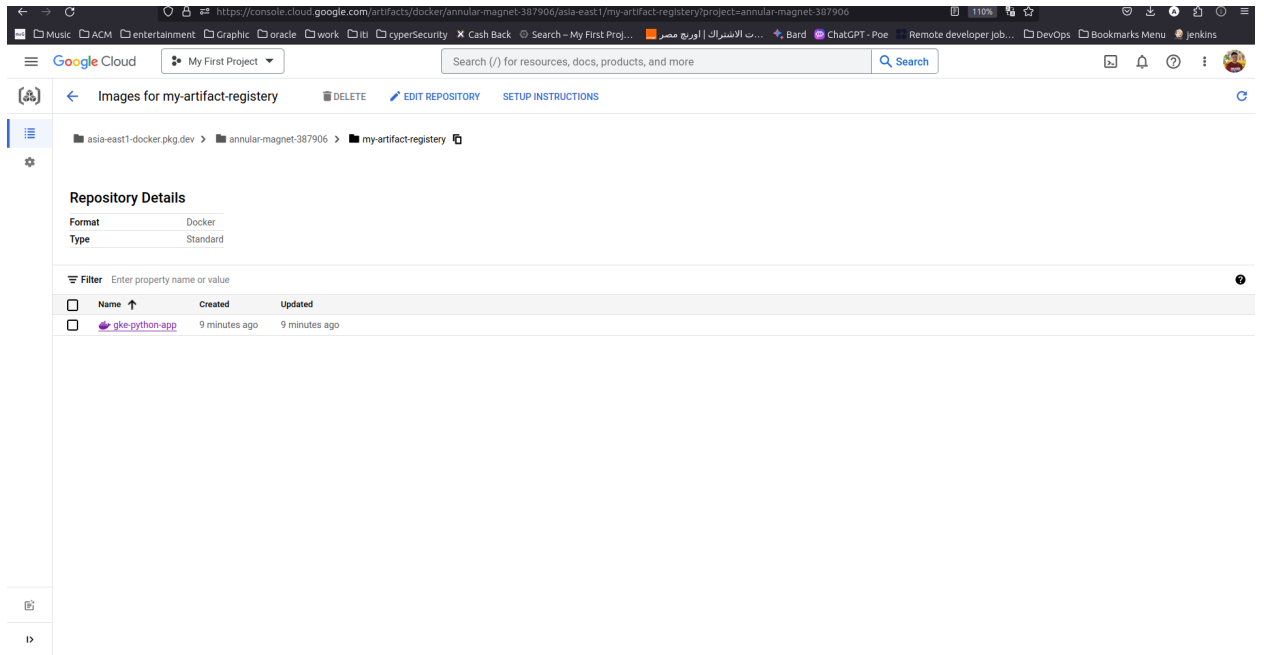 https://console.cloud.google.com/artifacts/docker/annular-magnet-387906/asia-east1/my-artifact-registery?project=annular-magnet-387906 110%
Music ACM entertainment Graphic oracle work iti cyperSecurity Cash Back Search – My First Proj… ت الاشتراك | اورنج مصر… Bard ChatGPT - Poe Remote developer job… DevOps Bookmarks Menu jenkins
Google Cloud My First Project Search (/) for resources, docs, products, and more Search
Images for my-artifact-registery DELETE EDIT REPOSITORY SETUP INSTRUCTIONS
asia-east1-docker.pkg.dev > annular-magnet-387906 > my-artifact-registery
Repository Details
Format Docker
Type Standard
Filter Enter property name or value
Name Created Updated
gke-python-app 9 minutes ago 9 minutes ago